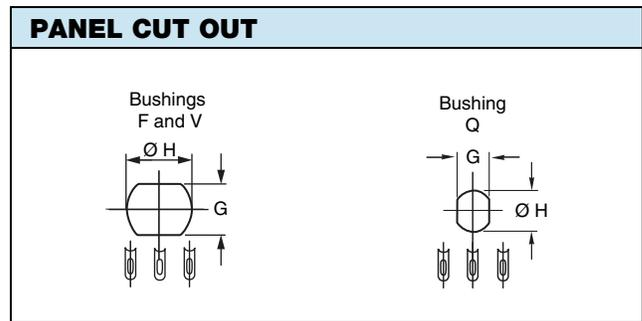 PANEL CUT OUT
Bushings
F and V
Ø H
G
Bushing
Q
G
Ø H